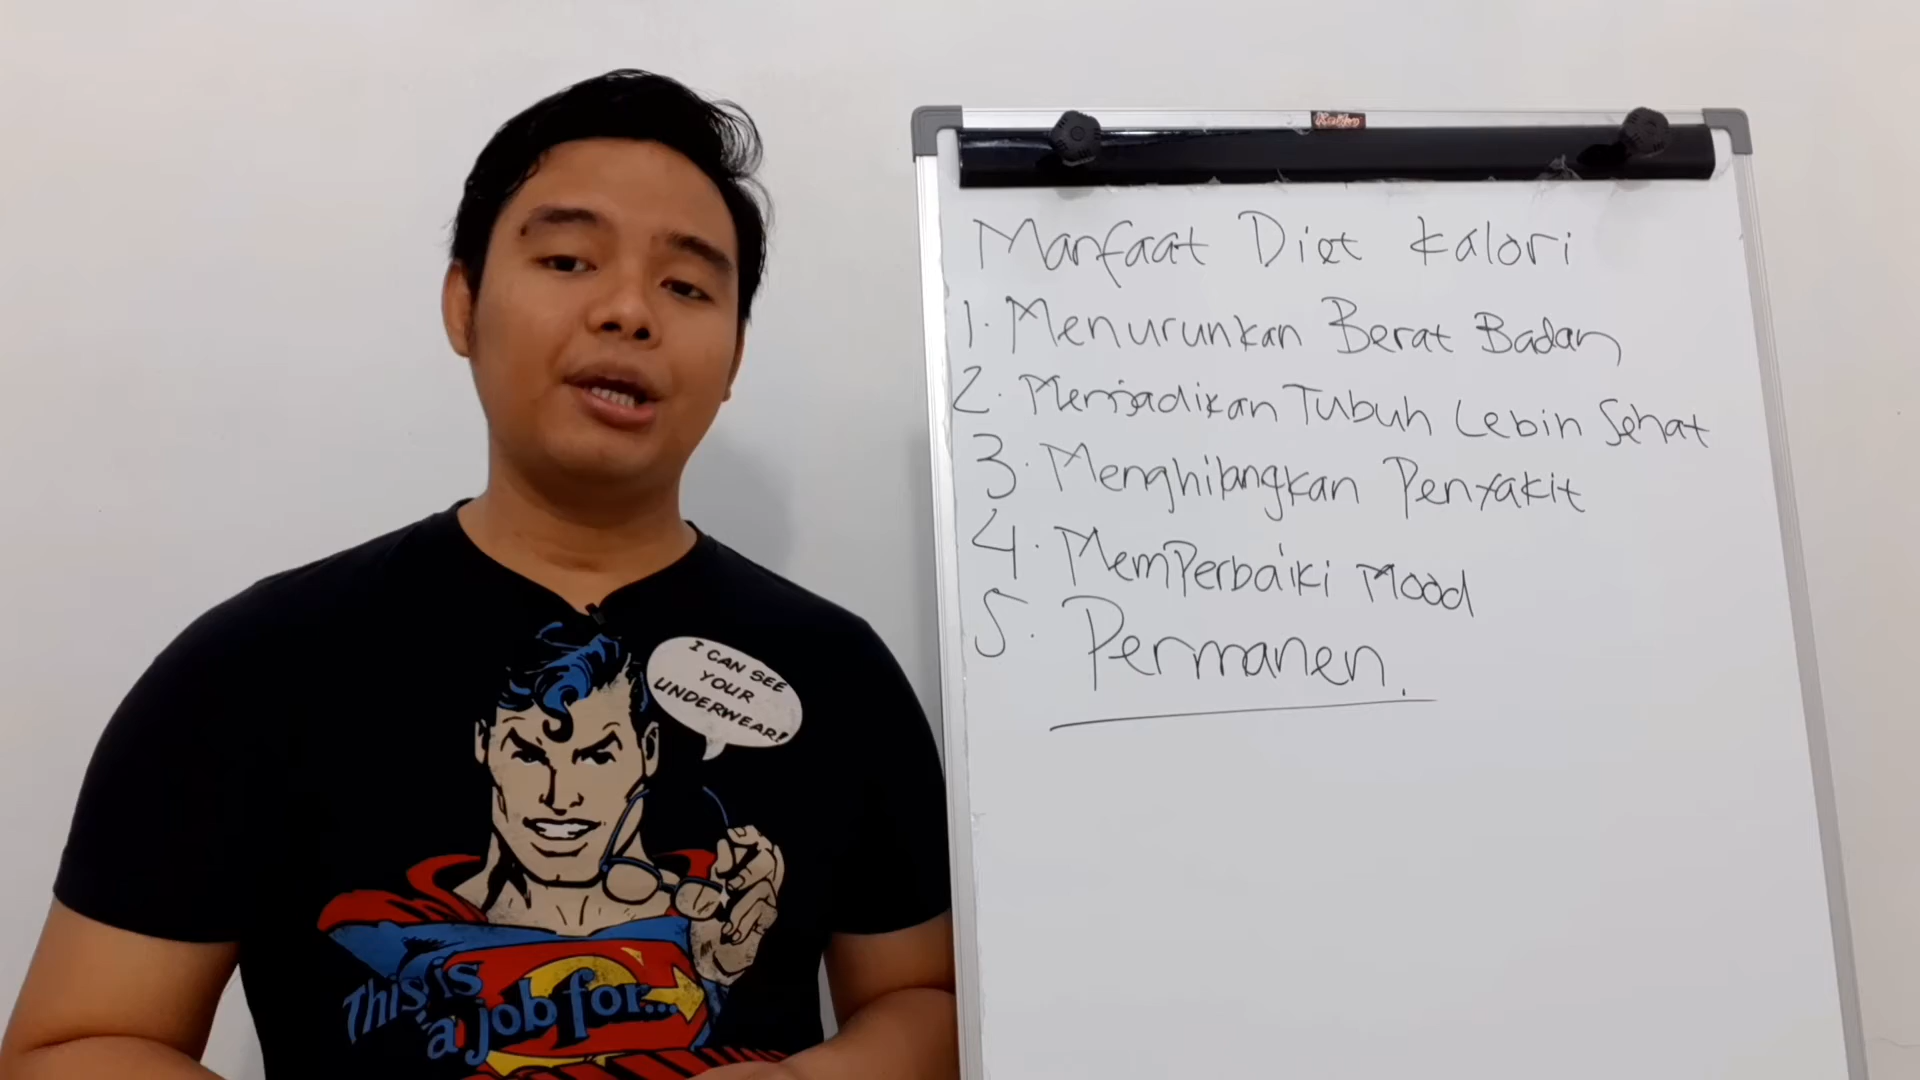 Manfaat Diet Kalori
1. Menurunkan Berat Badan
2. Menjadikan Tubuh Lebih Sehat
3. Menghilangkan Penyakit
4. Memperbaiki Mood
5. Permanen.
I CAN SEE
YOUR
UNDERWEAR!
This is
a job for...